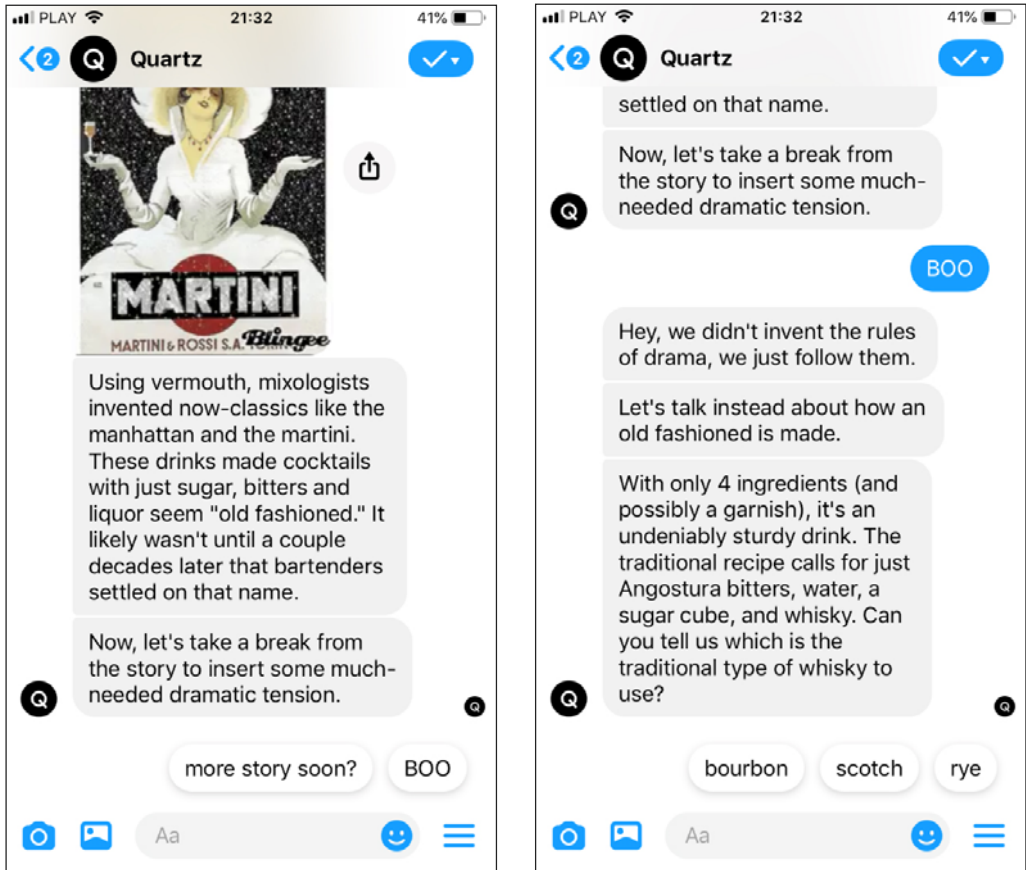 PLAY 21:32 41%
2 Q Quartz
MARTINI
MARTINI & ROSSI S.A.
Blingee
Using vermouth, mixologists
invented now-classics like the
manhattan and the martini.
These drinks made cocktails
with just sugar, bitters and
liquor seem "old fashioned." It
likely wasn't until a couple
decades later that bartenders
settled on that name.
Now, let's take a break from
the story to insert some much-
needed dramatic tension.
Q
Q
more story soon? BOO
Aa
PLAY 21:32 41%
2 Q Quartz
settled on that name.
Now, let's take a break from
the story to insert some much-
needed dramatic tension.
Q
BOO
Hey, we didn't invent the rules
of drama, we just follow them.
Let's talk instead about how an
old fashioned is made.
With only 4 ingredients (and
possibly a garnish), it's an
undeniably sturdy drink. The
traditional recipe calls for just
Angostura bitters, water, a
sugar cube, and whisky. Can
you tell us which is the
traditional type of whisky to
use?
Q
Q
bourbon scotch rye
Aa